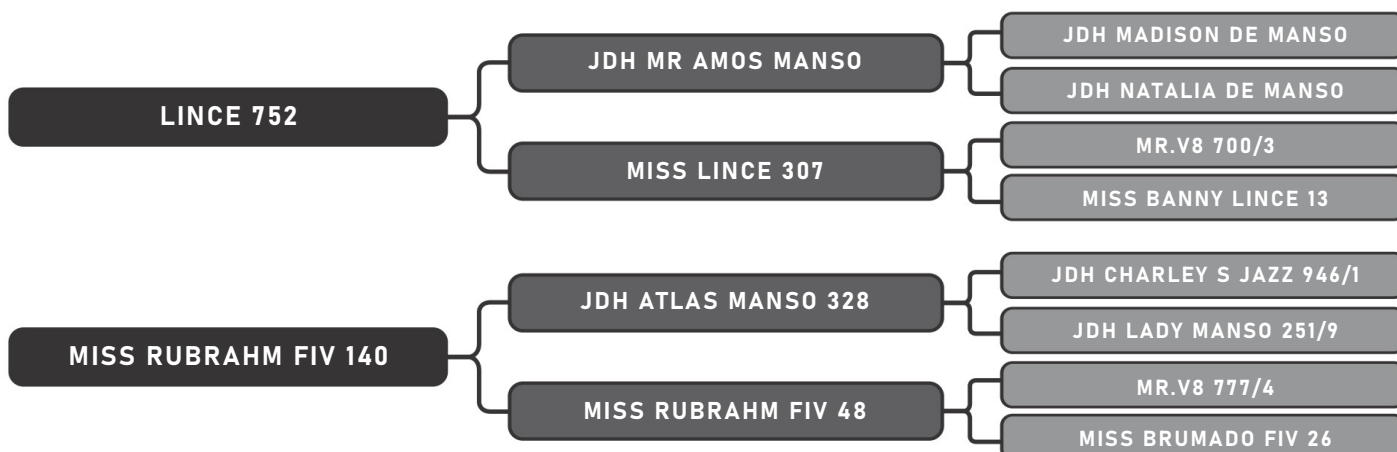 LINCE 752
JDH MR AMOS MANSO
JDH MADISON DE MANSO
JDH NATALIA DE MANSO
MISS LINCE 307
MR.V8 700/3
MISS BANNY LINCE 13
MISS RUBRAHM FIV 140
JDH ATLAS MANSO 328
JDH CHARLEY S JAZZ 946/1
JDH LADY MANSO 251/9
MISS RUBRAHM FIV 48
MR.V8 777/4
MISS BRUMADO FIV 26